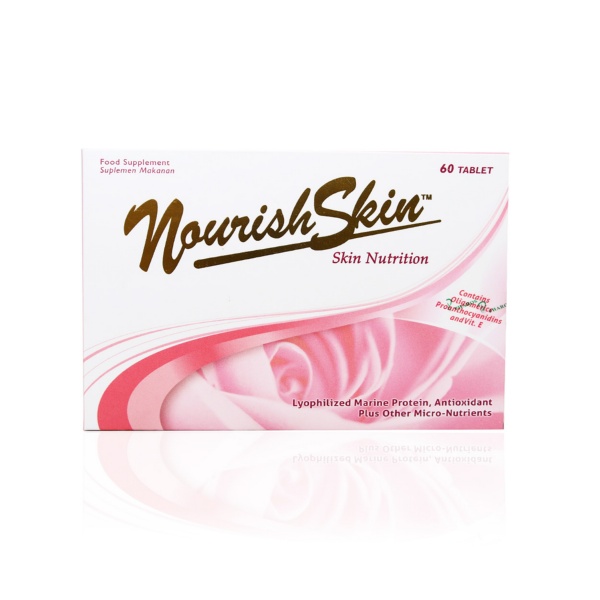 Food Supplement
Suplemen Makanan
60 TABLET
NourishSkin™
Skin Nutrition
Contains
Oligomeric
Proanthocyanidins
and Vit. E
Lyophilized Marine Protein, Antioxidant
Plus Other Micro-Nutrients